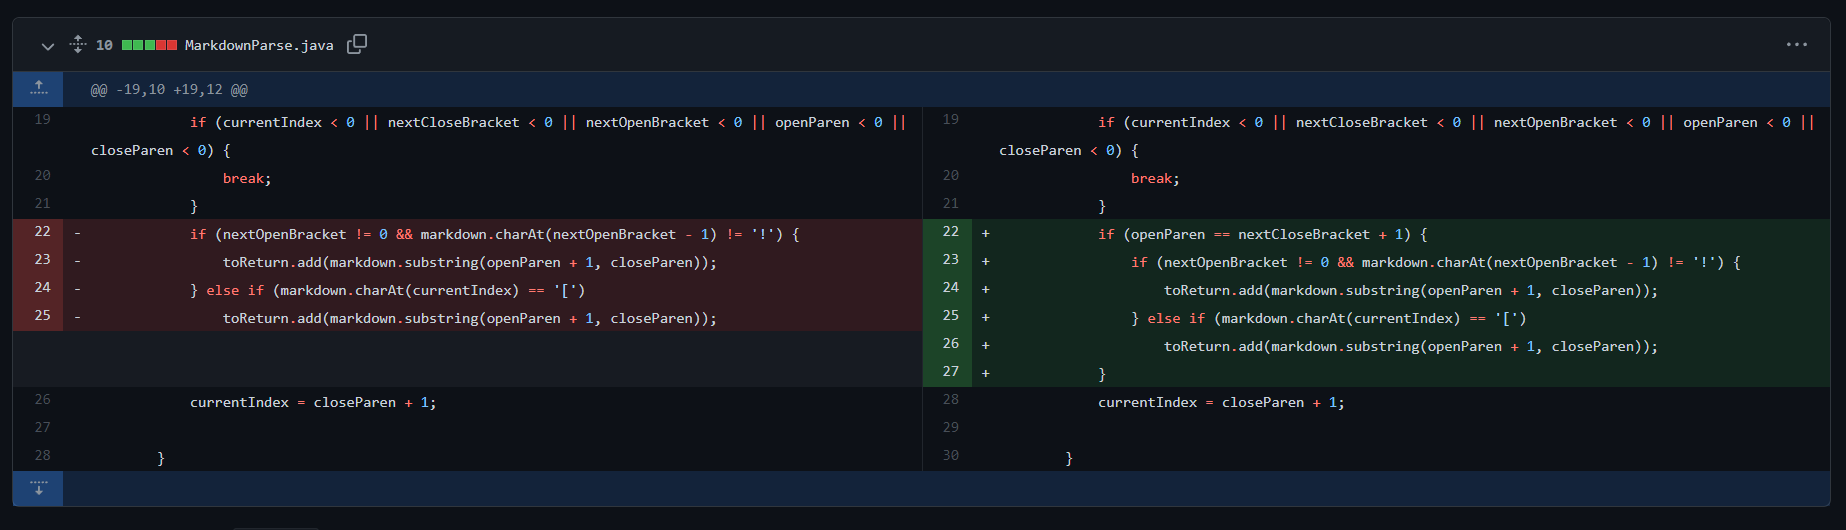 10 MarkdownParse.java
@@ -19,10 +19,12 @@
19 if (currentIndex < 0 || nextCloseBracket < 0 || nextOpenBracket < 0 || openParen < 0 ||
closeParen < 0) {
20 break;
21 }
22 - if (nextOpenBracket != 0 && markdown.charAt(nextOpenBracket - 1) != '!') {
23 - toReturn.add(markdown.substring(openParen + 1, closeParen));
24 - } else if (markdown.charAt(currentIndex) == '[')
25 - toReturn.add(markdown.substring(openParen + 1, closeParen));
26 currentIndex = closeParen + 1;
27
28 }
19 if (currentIndex < 0 || nextCloseBracket < 0 || nextOpenBracket < 0 || openParen < 0 ||
closeParen < 0) {
20 break;
21 }
22 + if (openParen == nextCloseBracket + 1) {
23 + if (nextOpenBracket != 0 && markdown.charAt(nextOpenBracket - 1) != '!') {
24 + toReturn.add(markdown.substring(openParen + 1, closeParen));
25 + } else if (markdown.charAt(currentIndex) == '[')
26 + toReturn.add(markdown.substring(openParen + 1, closeParen));
27 + }
28 currentIndex = closeParen + 1;
29
30 }